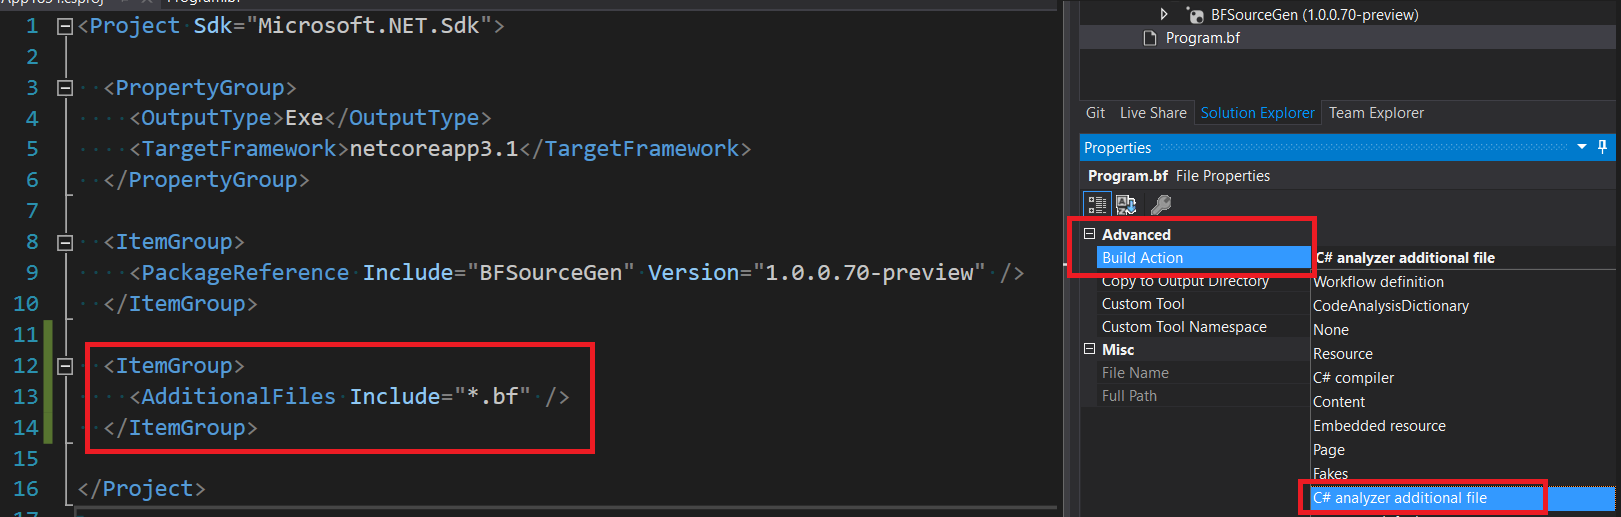 Program.bf
1 <Project Sdk="Microsoft.NET.Sdk">
2
3 <PropertyGroup>
4 <OutputType>Exe</OutputType>
5 <TargetFramework>netcoreapp3.1</TargetFramework>
6 </PropertyGroup>
7
8 <ItemGroup>
9 <PackageReference Include="BFSourceGen" Version="1.0.0.70-preview" />
10 </ItemGroup>
11
12 <ItemGroup>
13 <AdditionalFiles Include="*.bf" />
14 </ItemGroup>
15
16 </Project>
17
BFSourceGen (1.0.0.70-preview)
Program.bf
Git Live Share Solution Explorer Team Explorer
Properties
Program.bf File Properties
Advanced
Build Action C# analyzer additional file
Copy to Output Directory
Custom Tool
Custom Tool Namespace
Misc
File Name
Full Path
Workflow definition
CodeAnalysisDictionary
None
Resource
C# compiler
Content
Embedded resource
Page
Fakes
C# analyzer additional file